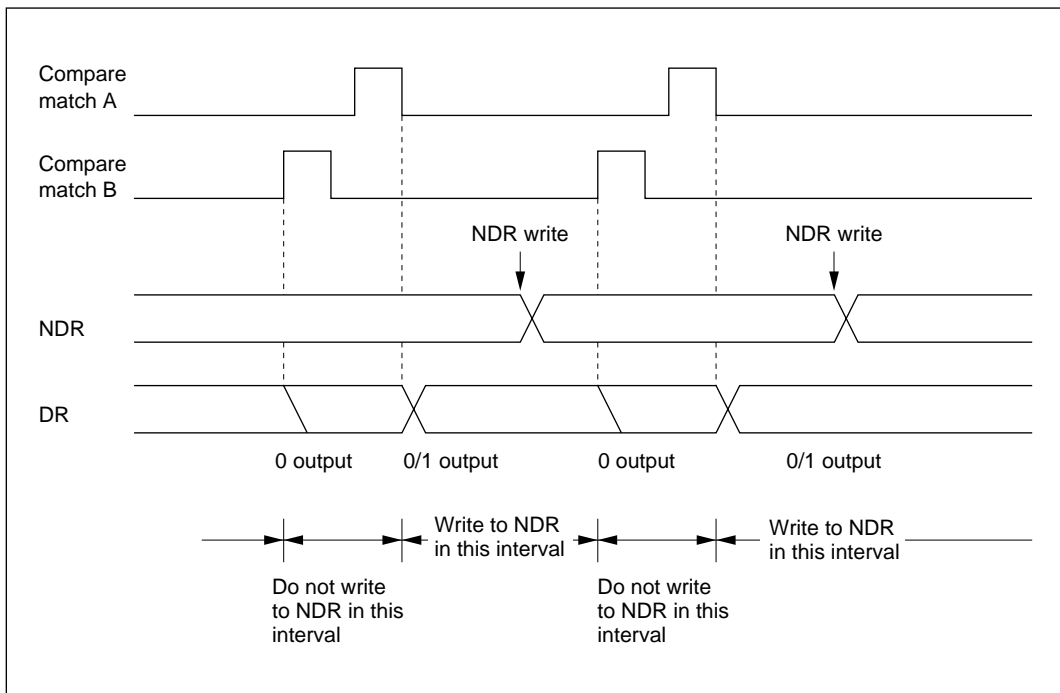 Compare
match A
Compare
match B
NDR write
NDR write
NDR
DR
0 output
0/1 output
0 output
0/1 output
Write to NDR
in this interval
Write to NDR
in this interval
Do not write
to NDR in this
interval
Do not write
to NDR in this
interval